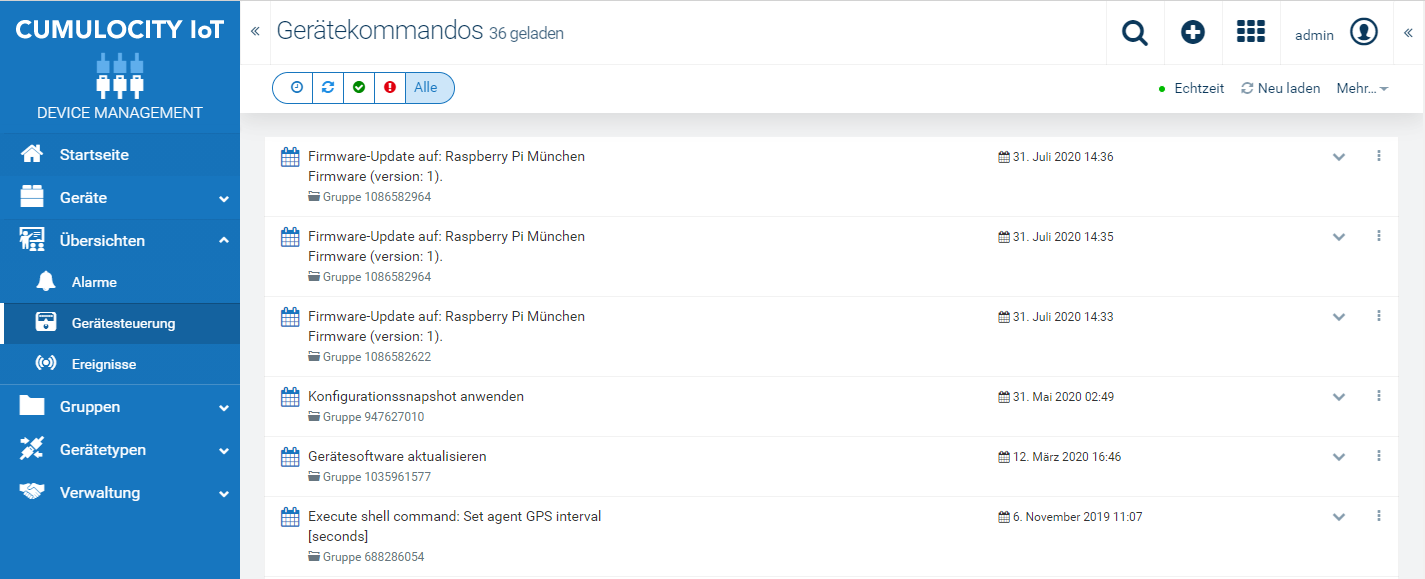 CUMULOCITY IoT
DEVICE MANAGEMENT
Startseite
Geräte
Übersichten
Alarme
Gerätesteuerung
Ereignisse
Gruppen
Gerätetypen
Verwaltung
Gerätekommandos 36 geladen
admin
Alle
Echtzeit Neu laden Mehr...
Firmware-Update auf: Raspberry Pi München 31. Juli 2020 14:36
Firmware (version: 1).
Gruppe 1086582964
Firmware-Update auf: Raspberry Pi München 31. Juli 2020 14:35
Firmware (version: 1).
Gruppe 1086582964
Firmware-Update auf: Raspberry Pi München 31. Juli 2020 14:33
Firmware (version: 1).
Gruppe 1086582622
Konfigurationssnapshot anwenden 31. Mai 2020 02:49
Gruppe 947627010
Gerätesoftware aktualisieren 12. März 2020 16:46
Gruppe 1035961577
Execute shell command: Set agent GPS interval 6. November 2019 11:07
[seconds]
Gruppe 688286054